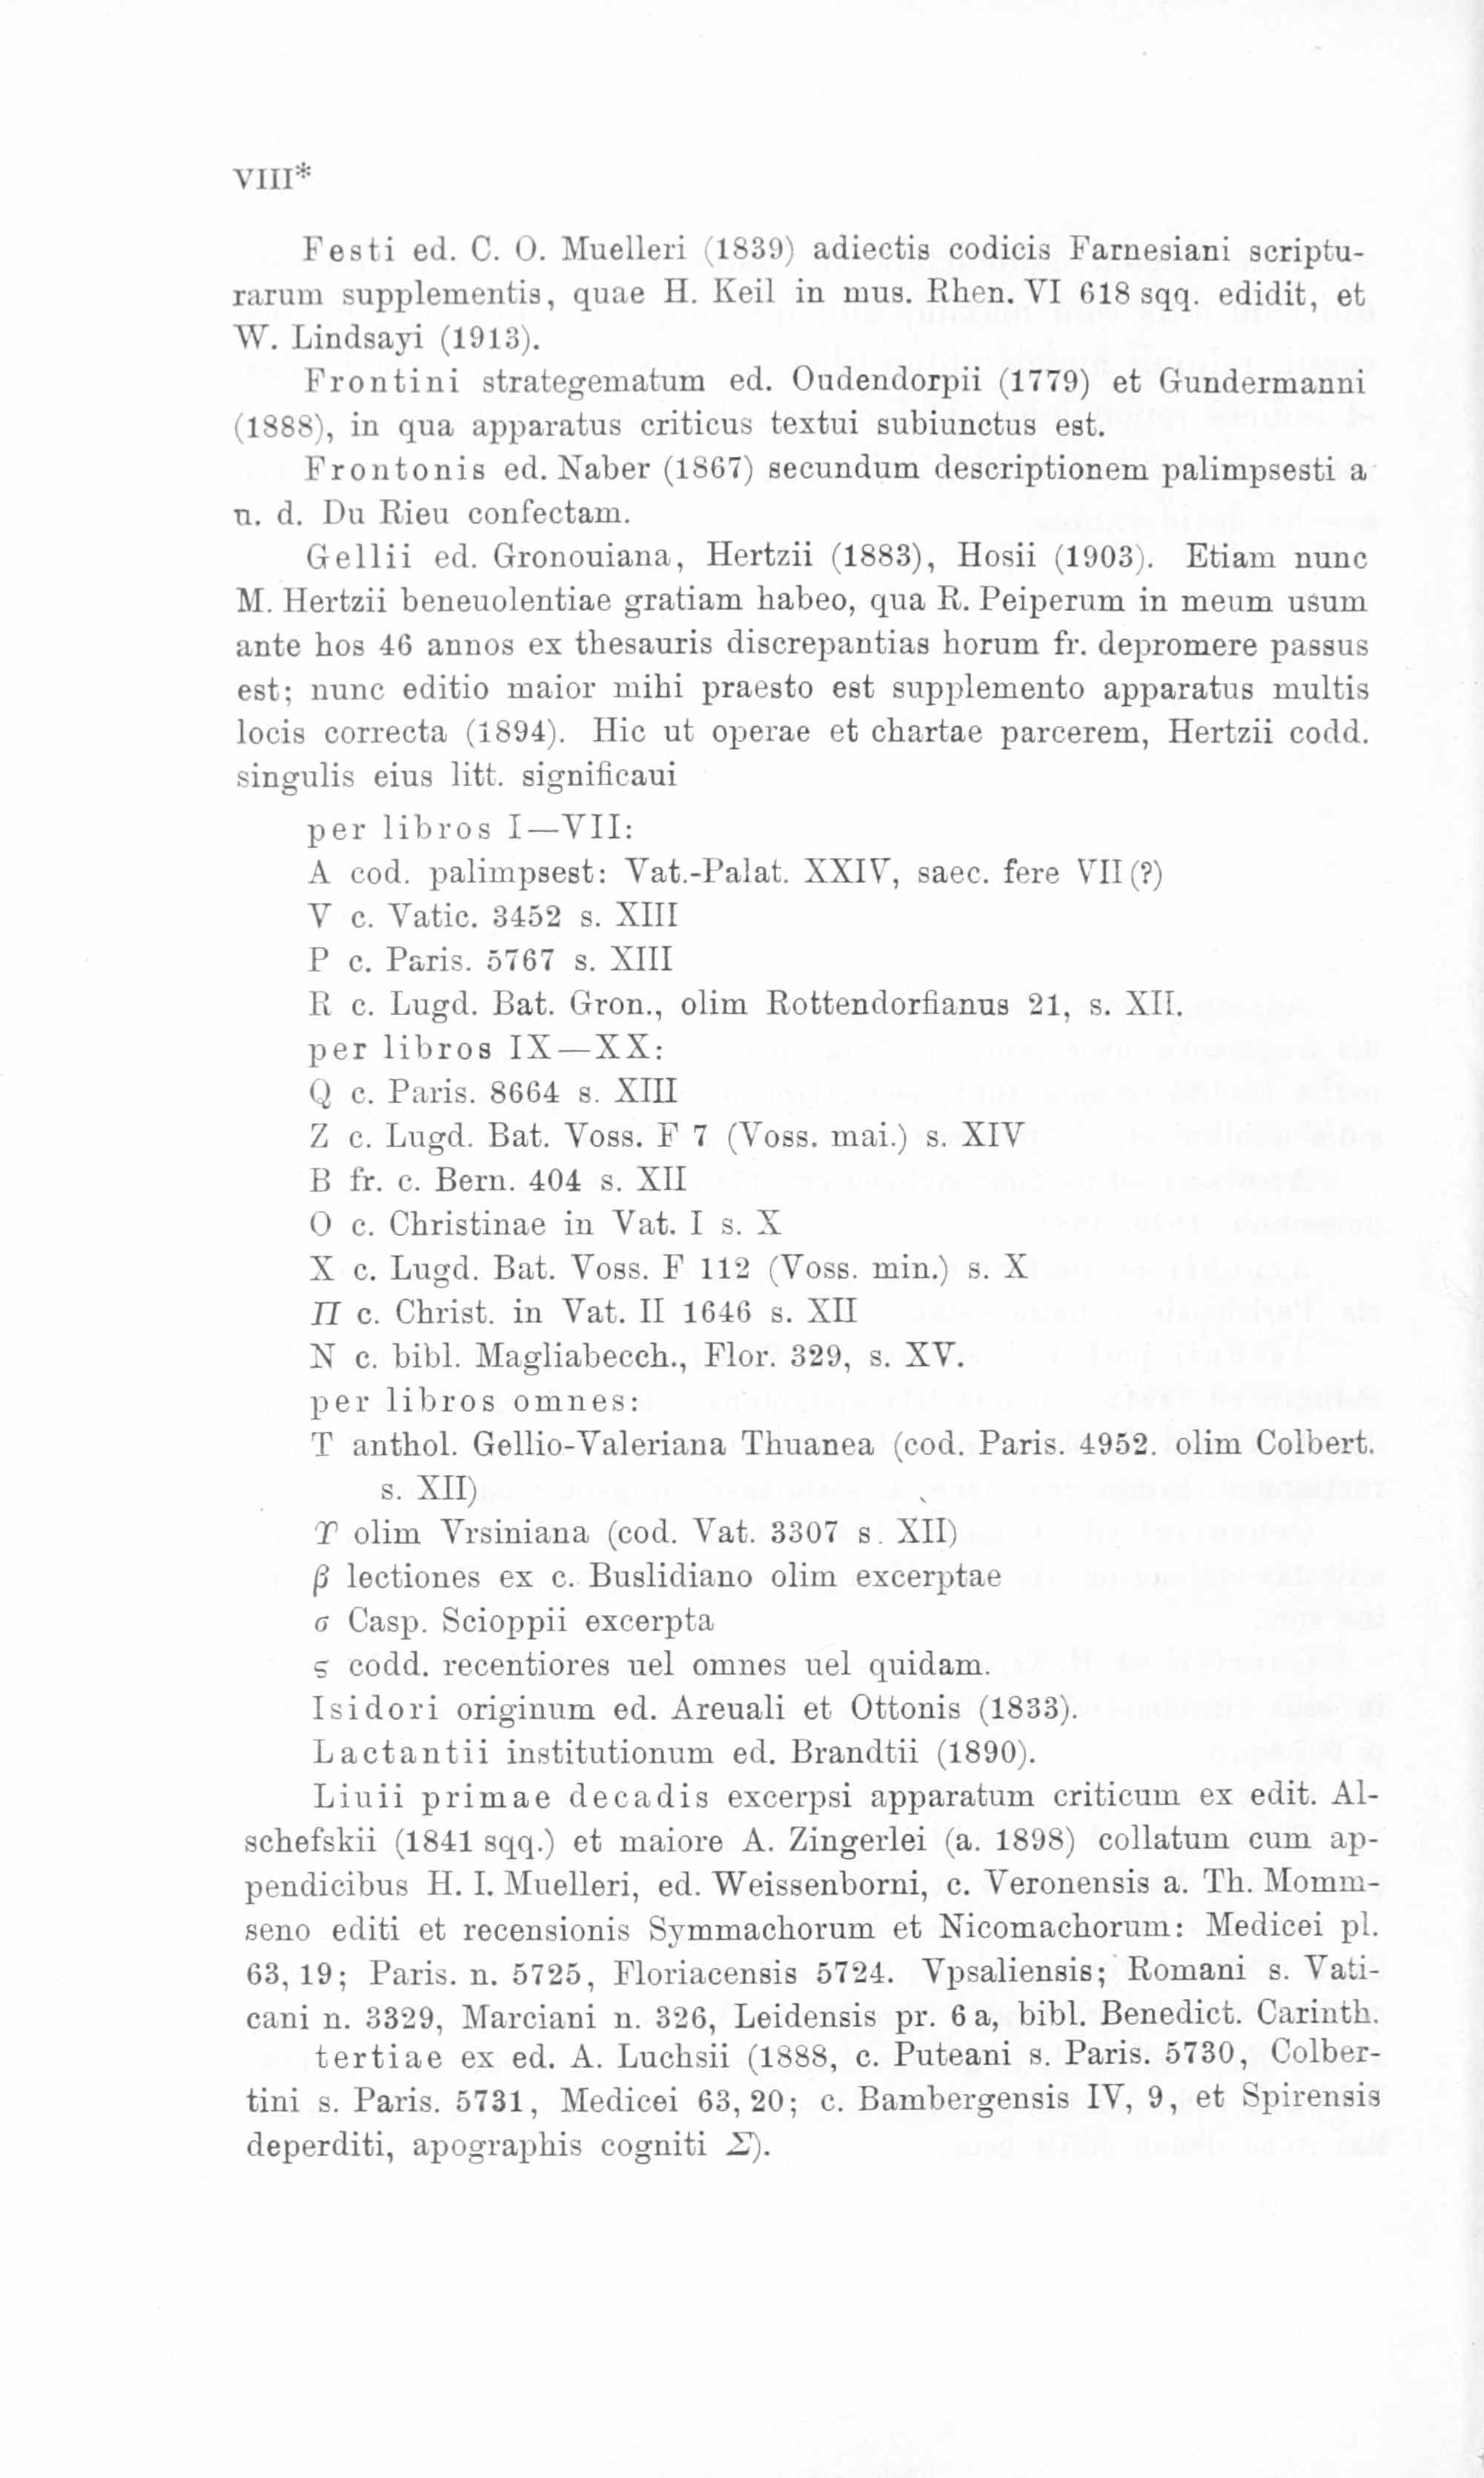 VIII*
Festi ed. C. O. Muelleri (1839) adiectis codicis Farnesiani scriptu-
rarum supplementis, quae H. Keil in mus. Rhen. VI 618 sqq. edidit, et
W. Lindsayi (1913).
Frontini strategematum ed. Oudendorpii (1779) et Gundermanni
(1888), in qua apparatus criticus textui subiunctus est.
Frontonis ed. Naber (1867) secundum descriptionem palimpsesti a
u. d. Du Rieu confectam.
Gellii ed. Gronouiana, Hertzii (1883), Hosii (1903). Etiam nunc
M. Hertzii beneuolentiae gratiam habeo, qua R. Peiperum in meum usum
ante hos 46 annos ex thesauris discrepantias horum fr. depromere passus
est; nunc editio maior mihi praesto est supplemento apparatus multis
locis correcta (1894). Hic ut operae et chartae parcerem, Hertzii codd.
singulis eius litt. significaui
per libros I—VII:
A cod. palimpsest: Vat.-Palat. XXIV, saec. fere VII (?)
V c. Vatic. 3452 s. XIII
P c. Paris. 5767 s. XIII
R c. Lugd. Bat. Gron., olim Rottendorfianus 21, s. XII.
per libros IX—XX:
Q c. Paris. 8664 s. XIII
Z c. Lugd. Bat. Voss. F 7 (Voss. mai.) s. XIV
B fr. c. Bern. 404 s. XII
O c. Christinae in Vat. I s. X
X c. Lugd. Bat. Voss. F 112 (Voss. min.) s. X
Π c. Christ. in Vat. II 1646 s. XII
N c. bibl. Magliabecch., Flor. 329, s. XV.
per libros omnes:
T anthol. Gellio-Valeriana Thuanea (cod. Paris. 4952. olim Colbert.
s. XII)
ϒ olim Vrsiniana (cod. Vat. 3307 s. XII)
β lectiones ex c. Buslidiano olim excerptae
σ Casp. Scioppii excerpta
ς codd. recentiores uel omnes uel quidam.
Isidori originum ed. Areuali et Ottonis (1833).
Lactantii institutionum ed. Brandtii (1890).
Liuii primae decadis excerpsi apparatum criticum ex edit. Al-
schefskii (1841 sqq.) et maiore A. Zingerlei (a. 1898) collatum cum ap-
pendicibus H. I. Muelleri, ed. Weissenborni, c. Veronensis a. Th. Momm-
seno editi et recensionis Symmachorum et Nicomachorum: Medicei pl.
63, 19; Paris. n. 5725, Floriacensis 5724. Vpsaliensis; Romani s. Vati-
cani n. 3329, Marciani n. 326, Leidensis pr. 6 a, bibl. Benedict. Carinth.
tertiae ex ed. A. Luchsii (1888, c. Puteani s. Paris. 5730, Colber-
tini s. Paris. 5731, Medicei 63, 20; c. Bambergensis IV, 9, et Spirensis
deperditi, apographis cogniti Σ).